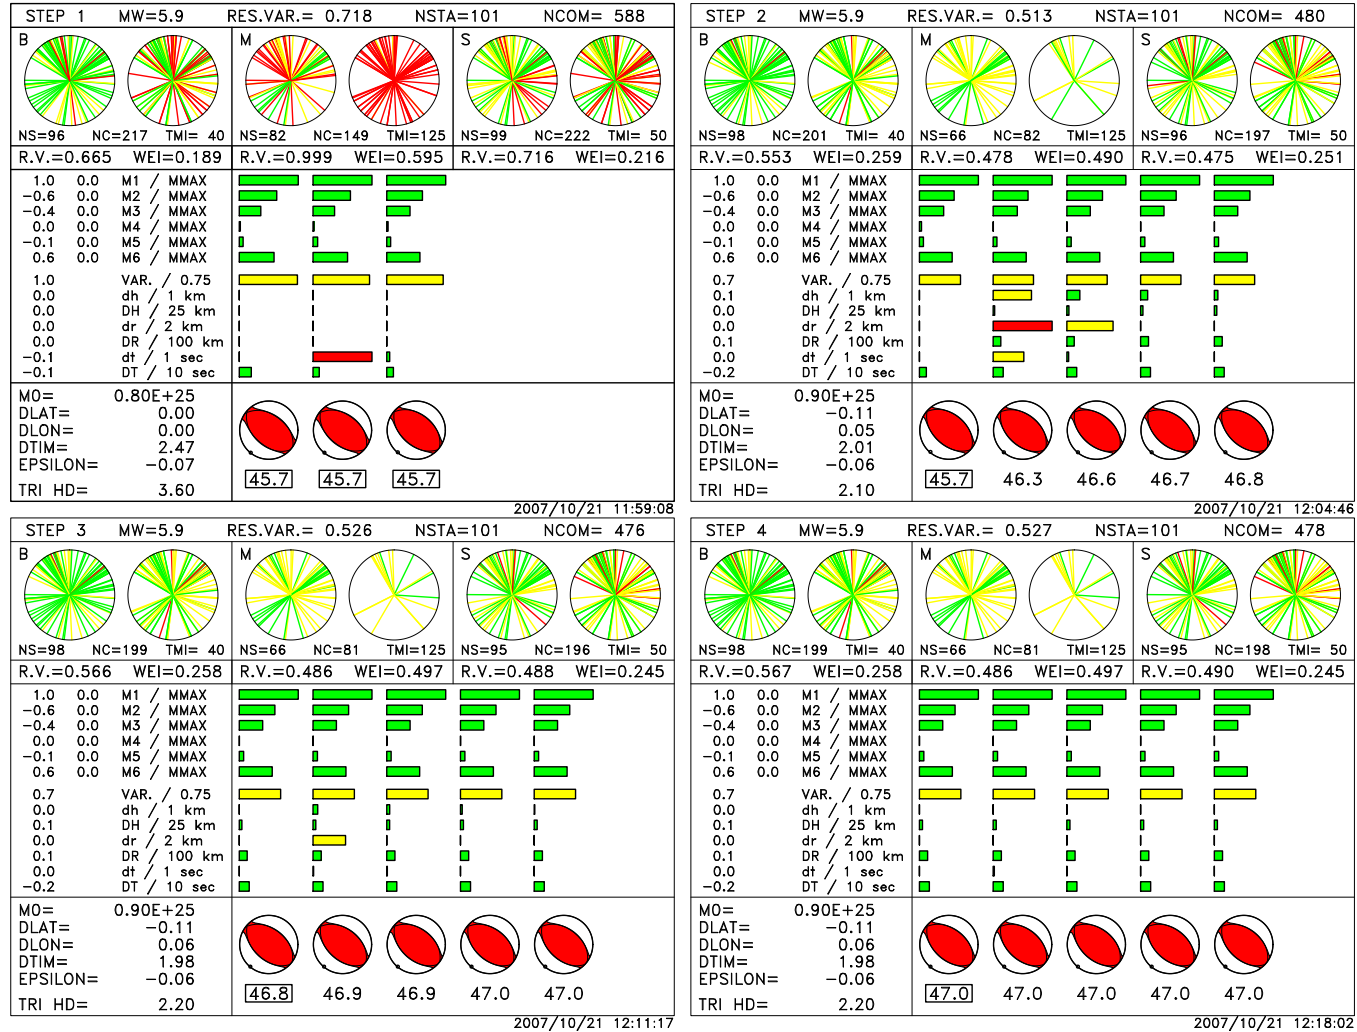 STEP 1 MW=5.9 RES.VAR.= 0.718 NSTA=101 NCOM= 588
B M S
NS=96 NC=217 TMI= 40 NS=82 NC=149 TMI=125 NS=99 NC=222 TMI= 50
R.V.=0.665 WEI=0.189 R.V.=0.999 WEI=0.595 R.V.=0.716 WEI=0.216
1.0 0.0 M1 / MMAX
-0.6 0.0 M2 / MMAX
-0.4 0.0 M3 / MMAX
0.0 0.0 M4 / MMAX
-0.1 0.0 M5 / MMAX
0.6 0.0 M6 / MMAX
1.0 VAR. / 0.75
0.0 dh / 1 km
0.0 DH / 25 km
0.0 dr / 2 km
0.0 DR / 100 km
-0.1 dt / 1 sec
-0.1 DT / 10 sec
M0= 0.80E+25
DLAT= 0.00
DLON= 0.00
DTIM= 2.47
EPSILON= -0.07
TRI HD= 3.60
45.7 45.7 45.7
2007/10/21 11:59:08
STEP 2 MW=5.9 RES.VAR.= 0.513 NSTA=101 NCOM= 480
B M S
NS=98 NC=201 TMI= 40 NS=66 NC=82 TMI=125 NS=96 NC=197 TMI= 50
R.V.=0.553 WEI=0.259 R.V.=0.478 WEI=0.490 R.V.=0.475 WEI=0.251
1.0 0.0 M1 / MMAX
-0.6 0.0 M2 / MMAX
-0.4 0.0 M3 / MMAX
0.0 0.0 M4 / MMAX
-0.1 0.0 M5 / MMAX
0.6 0.0 M6 / MMAX
0.7 VAR. / 0.75
0.1 dh / 1 km
0.0 DH / 25 km
0.0 dr / 2 km
0.1 DR / 100 km
0.0 dt / 1 sec
-0.2 DT / 10 sec
M0= 0.90E+25
DLAT= -0.11
DLON= 0.05
DTIM= 2.01
EPSILON= -0.06
TRI HD= 2.10
45.7 46.3 46.6 46.7 46.8
2007/10/21 12:04:46
STEP 3 MW=5.9 RES.VAR.= 0.526 NSTA=101 NCOM= 476
B M S
NS=98 NC=199 TMI= 40 NS=66 NC=81 TMI=125 NS=95 NC=196 TMI= 50
R.V.=0.566 WEI=0.258 R.V.=0.486 WEI=0.497 R.V.=0.488 WEI=0.245
1.0 0.0 M1 / MMAX
-0.6 0.0 M2 / MMAX
-0.4 0.0 M3 / MMAX
0.0 0.0 M4 / MMAX
-0.1 0.0 M5 / MMAX
0.6 0.0 M6 / MMAX
0.7 VAR. / 0.75
0.0 dh / 1 km
0.1 DH / 25 km
0.0 dr / 2 km
0.1 DR / 100 km
0.0 dt / 1 sec
-0.2 DT / 10 sec
M0= 0.90E+25
DLAT= -0.11
DLON= 0.06
DTIM= 1.98
EPSILON= -0.06
TRI HD= 2.20
46.8 46.9 46.9 47.0 47.0
2007/10/21 12:11:17
STEP 4 MW=5.9 RES.VAR.= 0.527 NSTA=101 NCOM= 478
B M S
NS=98 NC=199 TMI= 40 NS=66 NC=81 TMI=125 NS=95 NC=198 TMI= 50
R.V.=0.567 WEI=0.258 R.V.=0.486 WEI=0.497 R.V.=0.490 WEI=0.245
1.0 0.0 M1 / MMAX
-0.6 0.0 M2 / MMAX
-0.4 0.0 M3 / MMAX
0.0 0.0 M4 / MMAX
-0.1 0.0 M5 / MMAX
0.6 0.0 M6 / MMAX
0.7 VAR. / 0.75
0.0 dh / 1 km
0.1 DH / 25 km
0.0 dr / 2 km
0.1 DR / 100 km
0.0 dt / 1 sec
-0.2 DT / 10 sec
M0= 0.90E+25
DLAT= -0.11
DLON= 0.06
DTIM= 1.98
EPSILON= -0.06
TRI HD= 2.20
47.0 47.0 47.0 47.0 47.0
2007/10/21 12:18:02